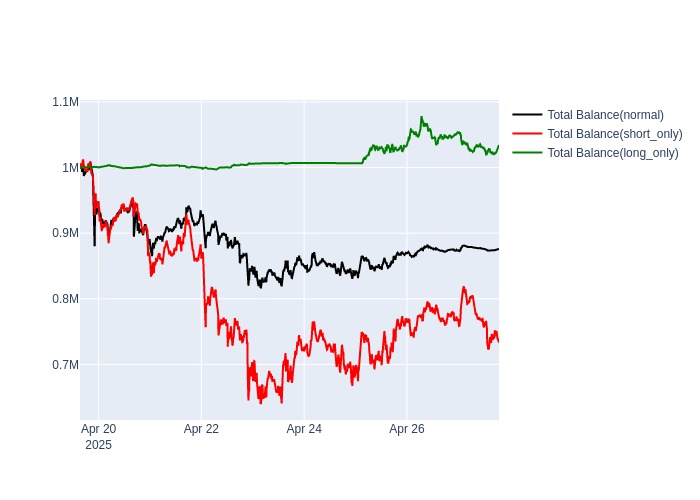 1.1M
1M
0.9M
0.8M
0.7M
Apr 20
2025
Apr 22
Apr 24
Apr 26
Total Balance(normal)
Total Balance(short_only)
Total Balance(long_only)